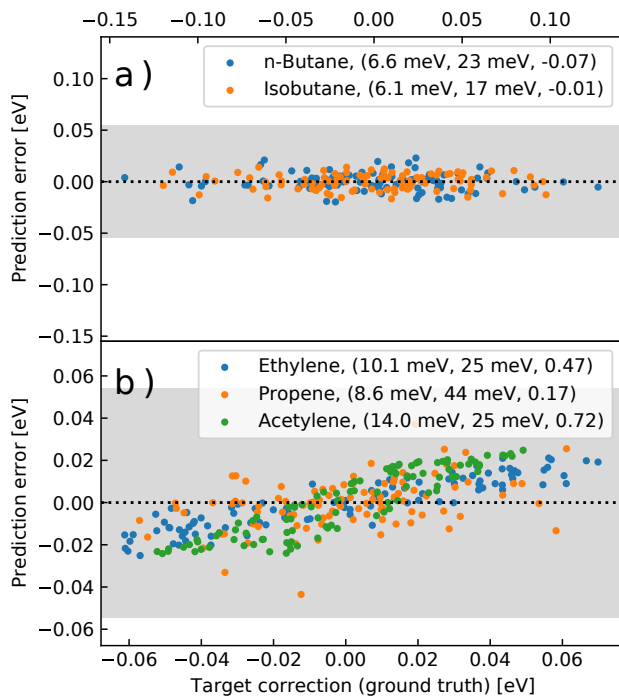 −0.15 −0.10 −0.05 0.00 0.05 0.10
a)
n-Butane, (6.6 meV, 23 meV, -0.07)
Isobutane, (6.1 meV, 17 meV, -0.01)
Prediction error [eV]
0.10
0.05
0.00
−0.05
−0.10
−0.15
b)
Ethylene, (10.1 meV, 25 meV, 0.47)
Propene, (8.6 meV, 44 meV, 0.17)
Acetylene, (14.0 meV, 25 meV, 0.72)
Prediction error [eV]
0.06
0.04
0.02
0.00
−0.02
−0.04
−0.06
−0.06 −0.04 −0.02 0.00 0.02 0.04 0.06
Target correction (ground truth) [eV]